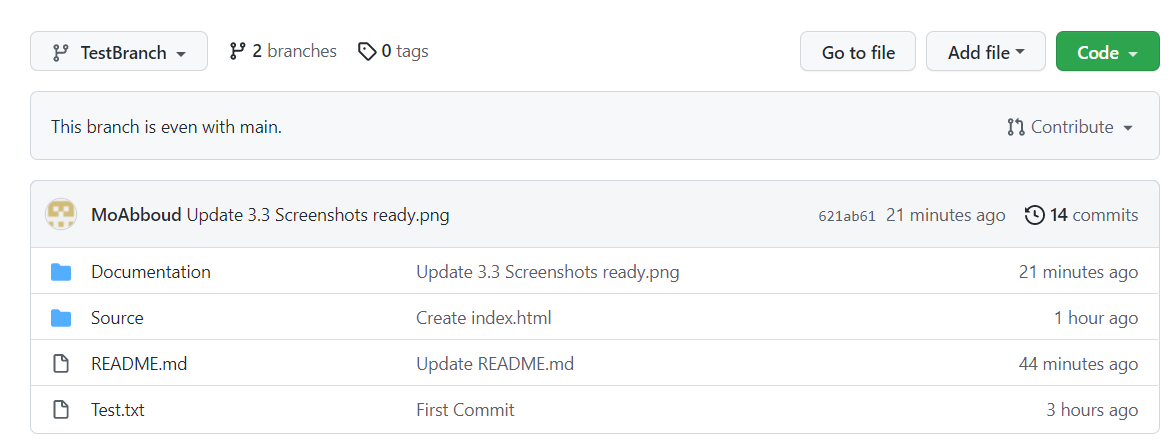 TestBranch 2 branches 0 tags Go to file Add file Code
This branch is even with main. Contribute
MoAbboud Update 3.3 Screenshots ready.png 621ab61 21 minutes ago 14 commits
Documentation Update 3.3 Screenshots ready.png 21 minutes ago
Source Create index.html 1 hour ago
README.md Update README.md 44 minutes ago
Test.txt First Commit 3 hours ago